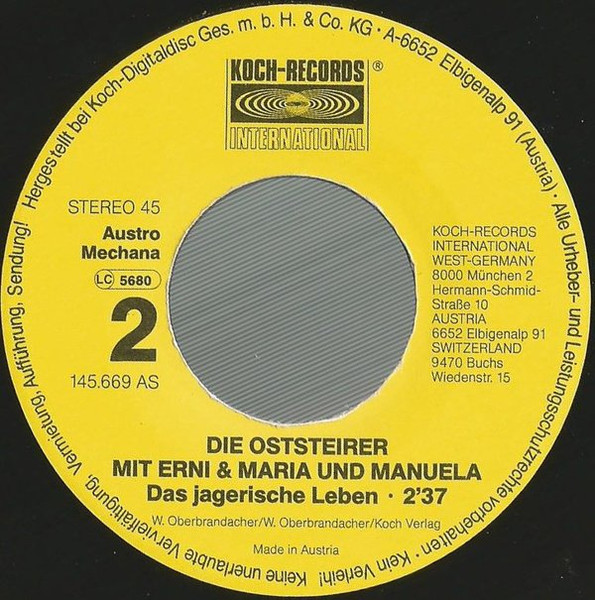 Hergestellt bei Koch-Digitaldisc Ges. m. b. H. & Co. KG • A-6652 Elbigenalp 91 (Austria) • Alle Urheber- und Leistungsschutzrechte vorbehalten • Kein Verleih! Keine unerlaubte Vervielfältigung, Vermietung, Aufführung, Sendung!
KOCH-RECORDS ®
INTERNATIONAL
STEREO 45
Austro
Mechana
LC 5680
2
145.669 AS
KOCH-RECORDS
INTERNATIONAL
WEST-GERMANY
8000 München 2
Hermann-Schmid-
Straße 10
AUSTRIA
6652 Elbigenalp 91
SWITZERLAND
9470 Buchs
Wiedenstr. 15
DIE OSTSTEIRER
MIT ERNI & MARIA UND MANUELA
Das jagerische Leben · 2'37
W. Oberbrandacher/W. Oberbrandacher/Koch Verlag
Made in Austria